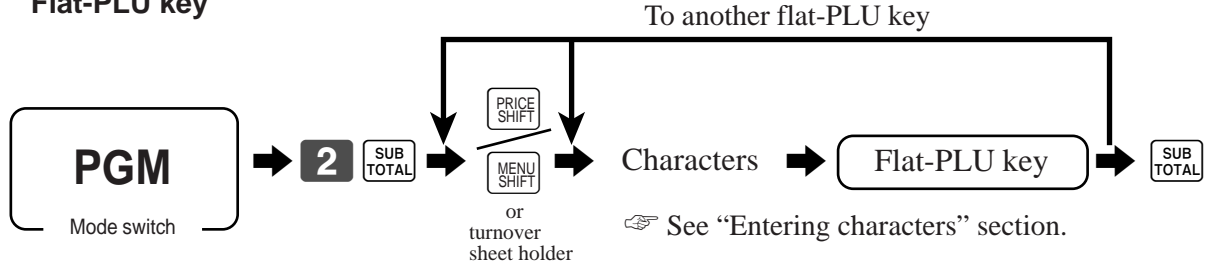 Flat-PLU key
To another flat-PLU key
PGM
Mode switch
2
SUB
TOTAL
PRICE
SHIFT
MENU
SHIFT
or
turnover
sheet holder
Characters
Flat-PLU key
SUB
TOTAL
☞ See “Entering characters” section.